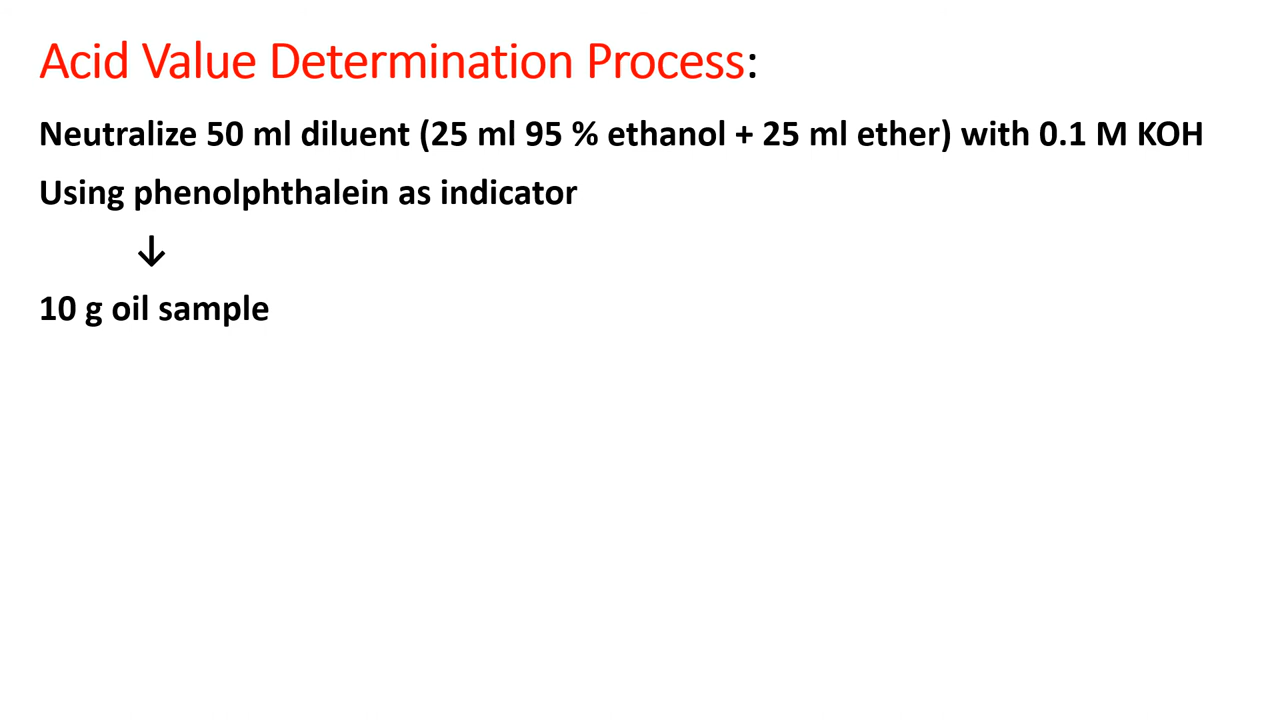 Acid Value Determination Process:
Neutralize 50 ml diluent (25 ml 95 % ethanol + 25 ml ether) with 0.1 M KOH
Using phenolphthalein as indicator
↓
10 g oil sample